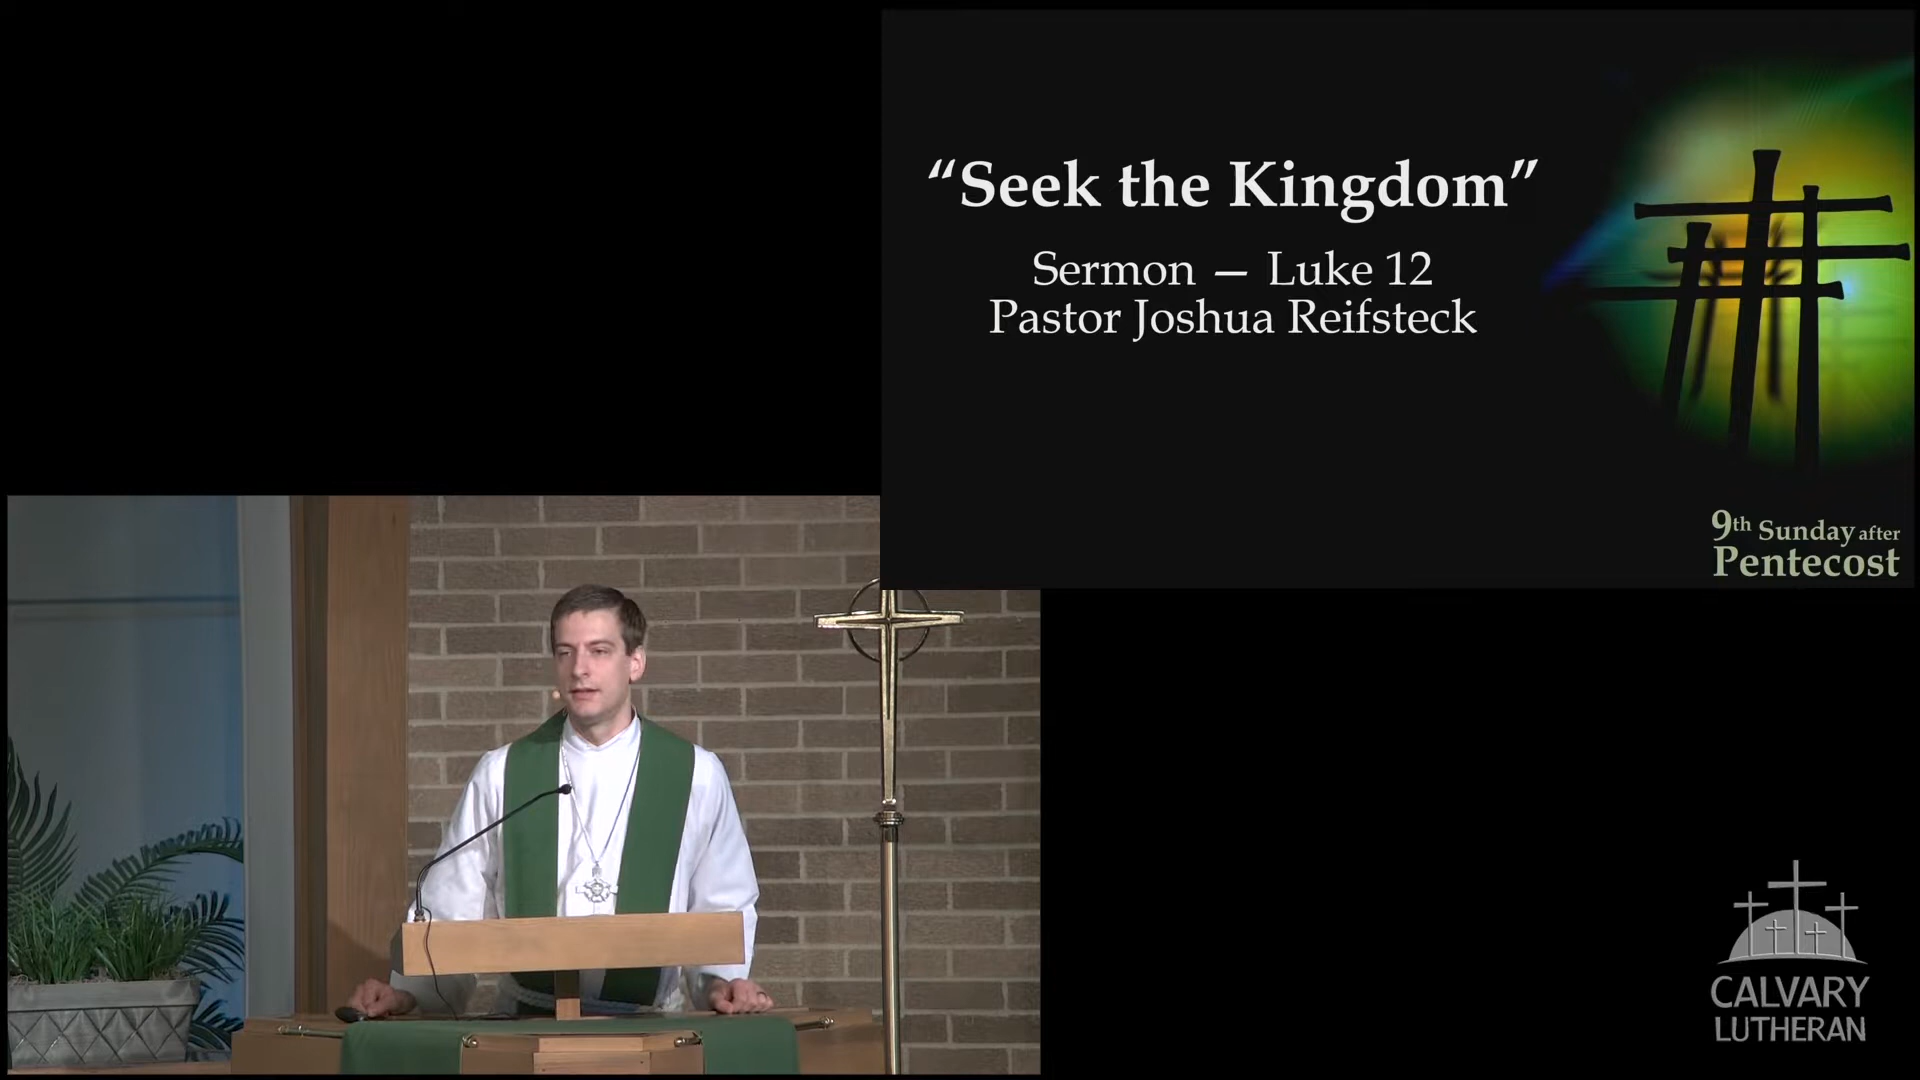 “Seek the Kingdom”
Sermon — Luke 12
Pastor Joshua Reifsteck
9th Sunday after
Pentecost
CALVARY
LUTHERAN